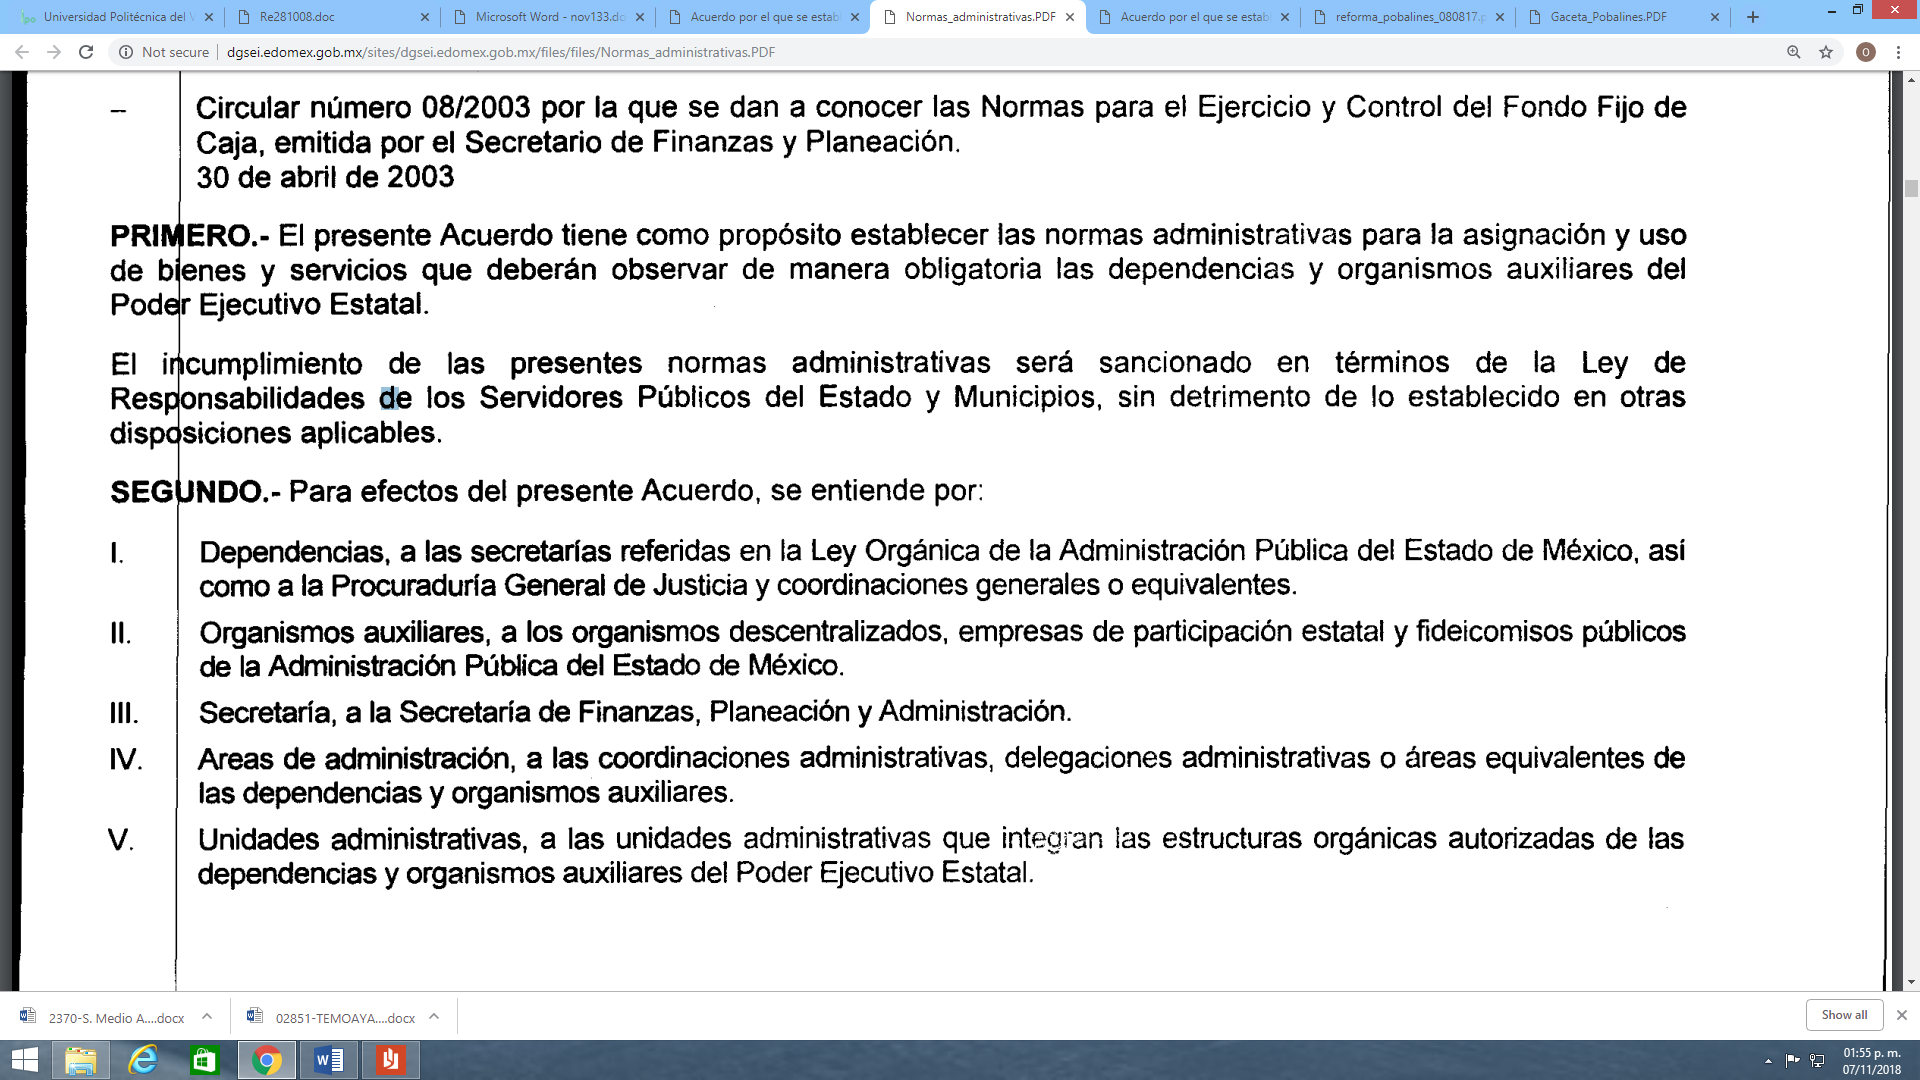 Universidad Politécnica del V
Re281008.doc
Microsoft Word - nov133.do
Acuerdo por el que se establ
Normas_administrativas.PDF
Acuerdo por el que se estab
reforma_pobalines_080817.p
Gaceta_Pobalines.PDF
Not secure | dgsei.edomex.gob.mx/sites/dgsei.edomex.gob.mx/files/files/Normas_administrativas.PDF
O
– Circular número 08/2003 por la que se dan a conocer las Normas para el Ejercicio y Control del Fondo Fijo de
Caja, emitida por el Secretario de Finanzas y Planeación.
30 de abril de 2003
PRIMERO.- El presente Acuerdo tiene como propósito establecer las normas administrativas para la asignación y uso
de bienes y servicios que deberán observar de manera obligatoria las dependencias y organismos auxiliares del
Poder Ejecutivo Estatal.
El incumplimiento de las presentes normas administrativas será sancionado en términos de la Ley de
Responsabilidades de los Servidores Públicos del Estado y Municipios, sin detrimento de lo establecido en otras
disposiciones aplicables.
SEGUNDO.- Para efectos del presente Acuerdo, se entiende por:
I. Dependencias, a las secretarías referidas en la Ley Orgánica de la Administración Pública del Estado de México, así
como a la Procuraduría General de Justicia y coordinaciones generales o equivalentes.
II. Organismos auxiliares, a los organismos descentralizados, empresas de participación estatal y fideicomisos públicos
de la Administración Pública del Estado de México.
III. Secretaría, a la Secretaría de Finanzas, Planeación y Administración.
IV. Areas de administración, a las coordinaciones administrativas, delegaciones administrativas o áreas equivalentes de
las dependencias y organismos auxiliares.
V. Unidades administrativas, a las unidades administrativas que integran las estructuras orgánicas autorizadas de las
dependencias y organismos auxiliares del Poder Ejecutivo Estatal.
2370-S. Medio A....docx
02851-TEMOAYA....docx
Show all
01:55 p. m.
07/11/2018